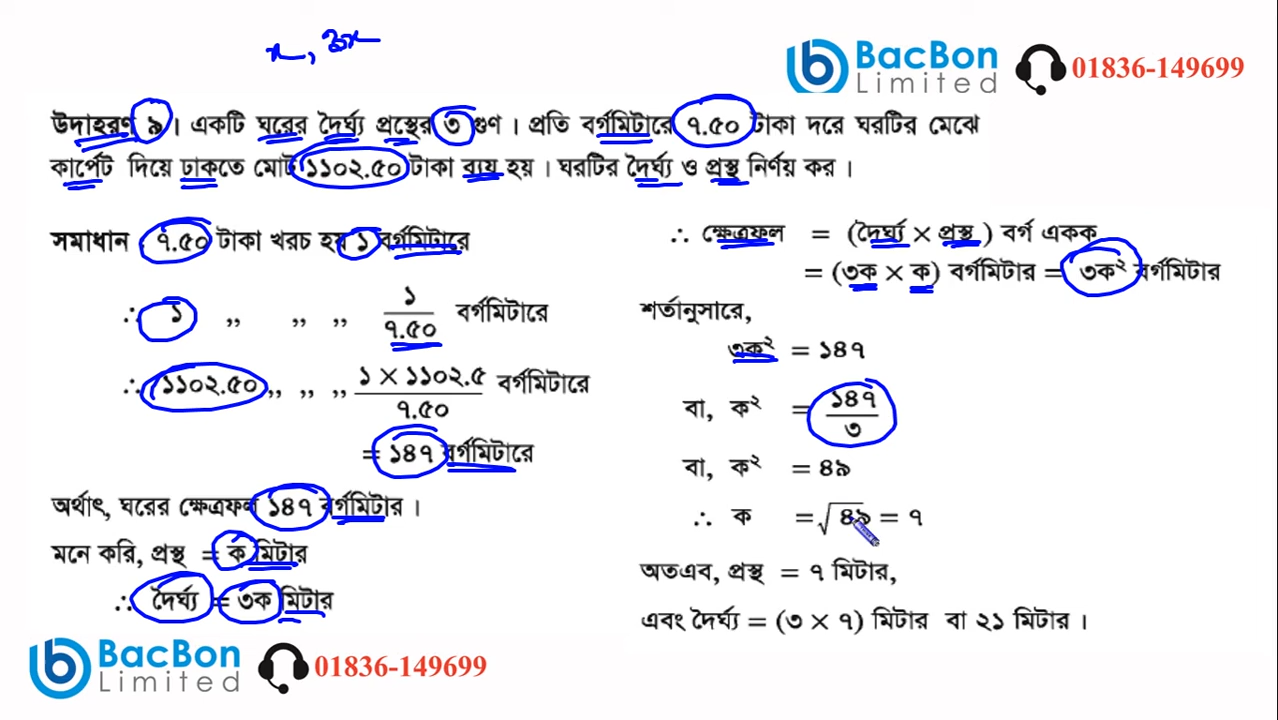 x, 3x
BacBon
Limited
01836-149699
উদাহরণ ৯। একটি ঘরের দৈর্ঘ্য প্রস্থের ৩ গুণ। প্রতি বর্গমিটারে ৭.৫০ টাকা দরে ঘরটির মেঝে
কার্পেট দিয়ে ঢাকতে মোট ১১০২.৫০ টাকা ব্যয় হয়। ঘরটির দৈর্ঘ্য ও প্রস্থ নির্ণয় কর।
সমাধান : ৭.৫০ টাকা খরচ হয় ১ বর্গমিটারে
∴ ১ ,, ,, ,, ১/৭.৫০ বর্গমিটারে
∴ ১১০২.৫০ ,, ,, ,, (১ × ১১০২.৫)/৭.৫০ বর্গমিটারে
= ১৪৭ বর্গমিটারে
অর্থাৎ, ঘরের ক্ষেত্রফল ১৪৭ বর্গমিটার।
মনে করি, প্রস্থ = ক মিটার
∴ দৈর্ঘ্য = ৩ক মিটার
∴ ক্ষেত্রফল = (দৈর্ঘ্য × প্রস্থ) বর্গ একক
= (৩ক × ক) বর্গমিটার = ৩ক² বর্গমিটার
শর্তানুসারে,
৩ক² = ১৪৭
বা, ক² = ১৪৭/৩
বা, ক² = ৪৯
∴ ক = √৪৯ = ৭
অতএব, প্রস্থ = ৭ মিটার,
এবং দৈর্ঘ্য = (৩ × ৭) মিটার বা ২১ মিটার।
BacBon
Limited
01836-149699